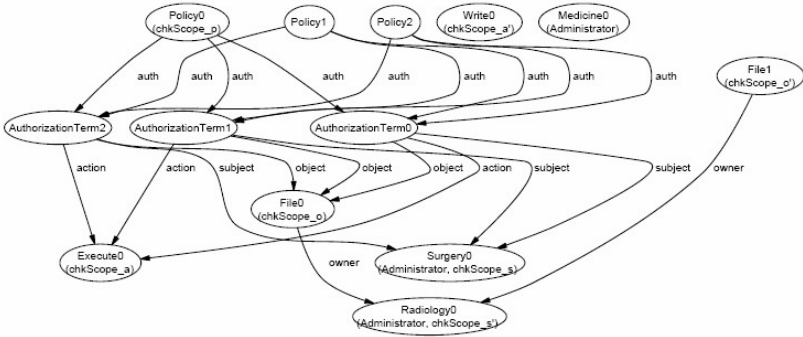 Policy0
(chkScope_p)
Policy1
Policy2
Write0
(chkScope_a')
Medicine0
(Administrator)
File1
(chkScope_o')
auth auth auth auth auth auth auth auth auth
AuthorizationTerm2
AuthorizationTerm1
AuthorizationTerm0
action action subject object object object action subject subject owner
File0
(chkScope_o)
Execute0
(chkScope_a)
owner
Surgery0
(Administrator, chkScope_s)
Radiology0
(Administrator, chkScope_s')